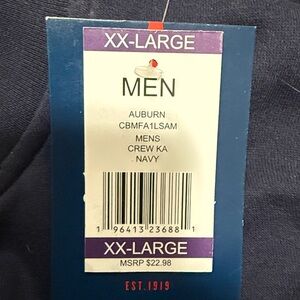 XX-LARGE
MEN
AUBURN
CBMFA1LSAM
MENS
CREW KA
NAVY
1 96413 23688 1
XX-LARGE
MSRP $22.98
EST.1919